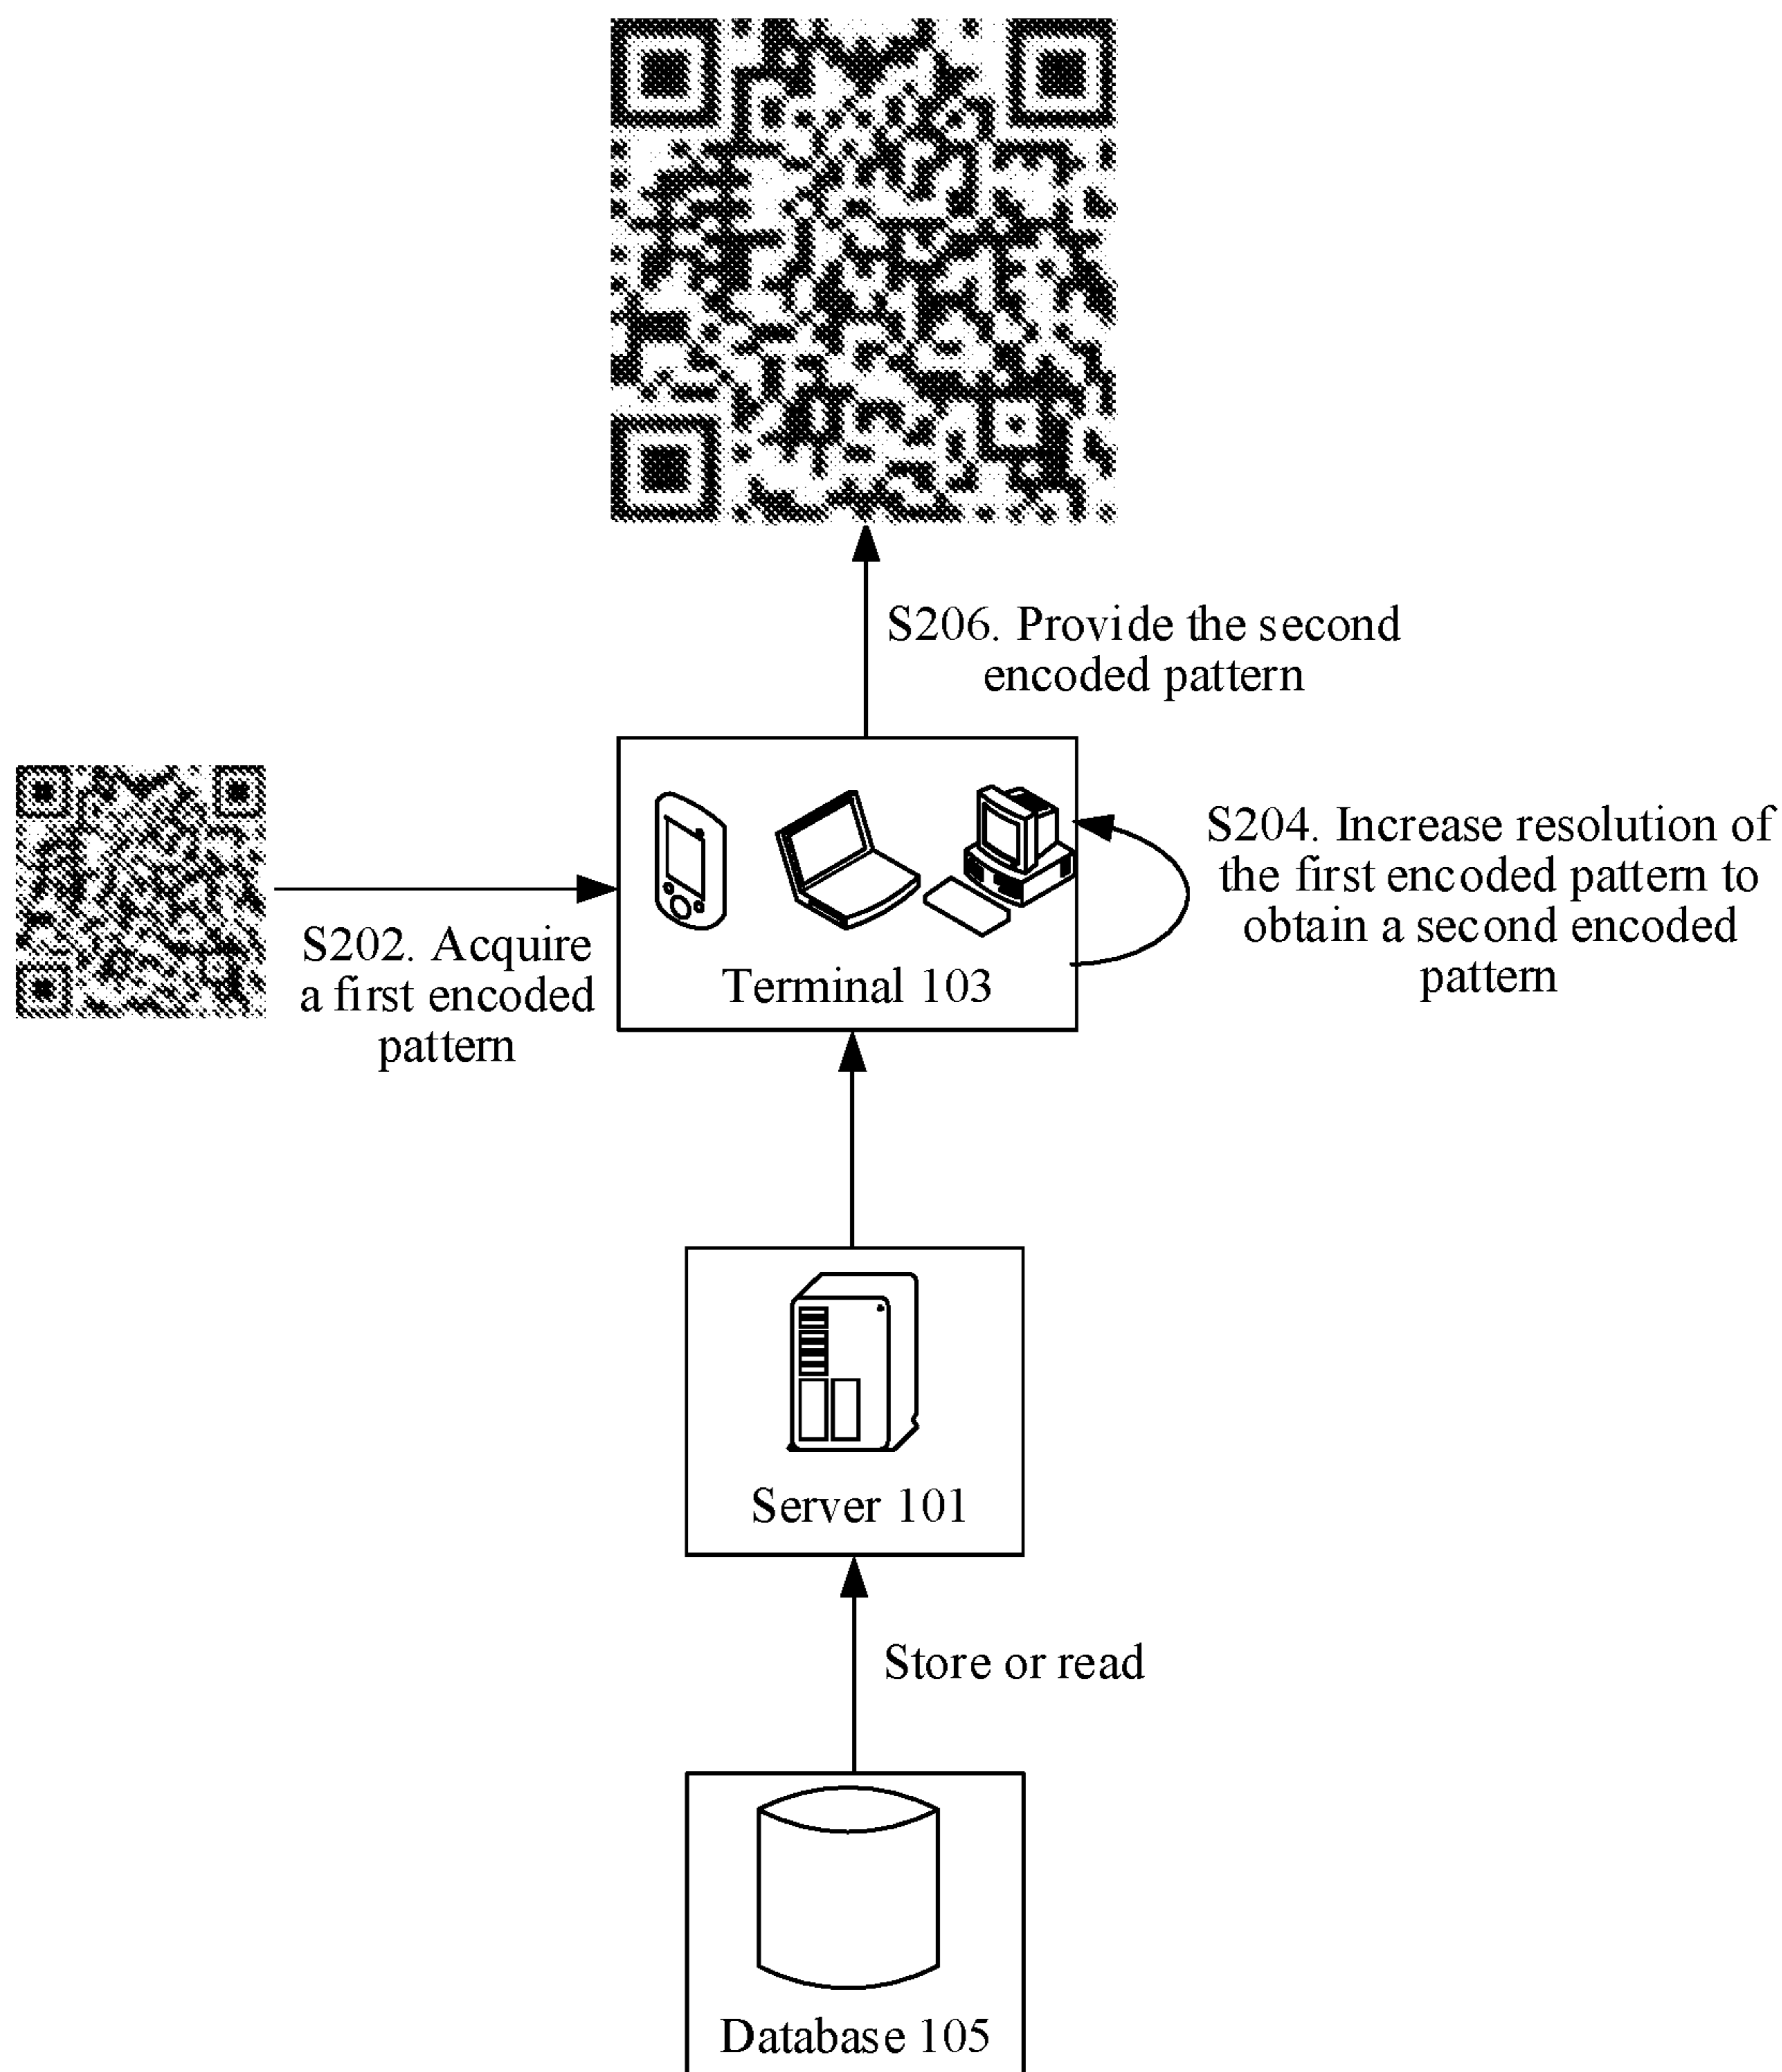 S206. Provide the second
encoded pattern
S202. Acquire
a first encoded
pattern
Terminal 103
S204. Increase resolution of
the first encoded pattern to
obtain a second encoded
pattern
Server 101
Store or read
Database 105